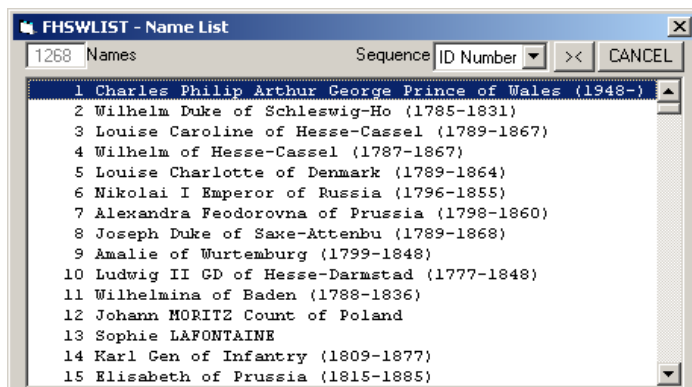 FHSWLIST - Name List
1268 Names Sequence ID Number >< CANCEL
1 Charles Philip Arthur George Prince of Wales (1948-)
2 Wilhelm Duke of Schleswig-Ho (1785-1831)
3 Louise Caroline of Hesse-Cassel (1789-1867)
4 Wilhelm of Hesse-Cassel (1787-1867)
5 Louise Charlotte of Denmark (1789-1864)
6 Nikolai I Emperor of Russia (1796-1855)
7 Alexandra Feodorovna of Prussia (1798-1860)
8 Joseph Duke of Saxe-Attenbu (1789-1868)
9 Amalie of Wurtemburg (1799-1848)
10 Ludwig II GD of Hesse-Darmstad (1777-1848)
11 Wilhelmina of Baden (1788-1836)
12 Johann MORITZ Count of Poland
13 Sophie LAFONTAINE
14 Karl Gen of Infantry (1809-1877)
15 Elisabeth of Prussia (1815-1885)